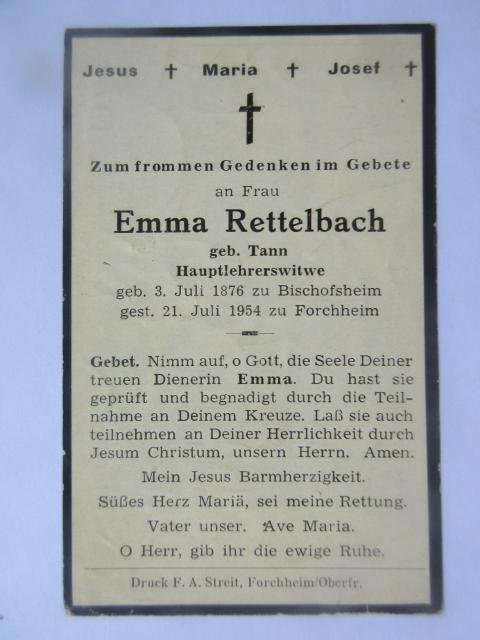 Jesus ✝ Maria ✝ Josef ✝
Zum frommen Gedenken im Gebete
an Frau
Emma Rettelbach
geb. Tann
Hauptlehrerswitwe
geb. 3. Juli 1876 zu Bischofsheim
gest. 21. Juli 1954 zu Forchheim
Gebet. Nimm auf, o Gott, die Seele Deiner
treuen Dienerin Emma. Du hast sie
geprüft und begnadigt durch die Teil-
nahme an Deinem Kreuze. Laß sie auch
teilnehmen an Deiner Herrlichkeit durch
Jesum Christum, unsern Herrn. Amen.
Mein Jesus Barmherzigkeit.
Süßes Herz Mariä, sei meine Rettung.
Vater unser. Ave Maria.
O Herr, gib ihr die ewige Ruhe.
Druck F. A. Streit, Forchheim/Oberfr.